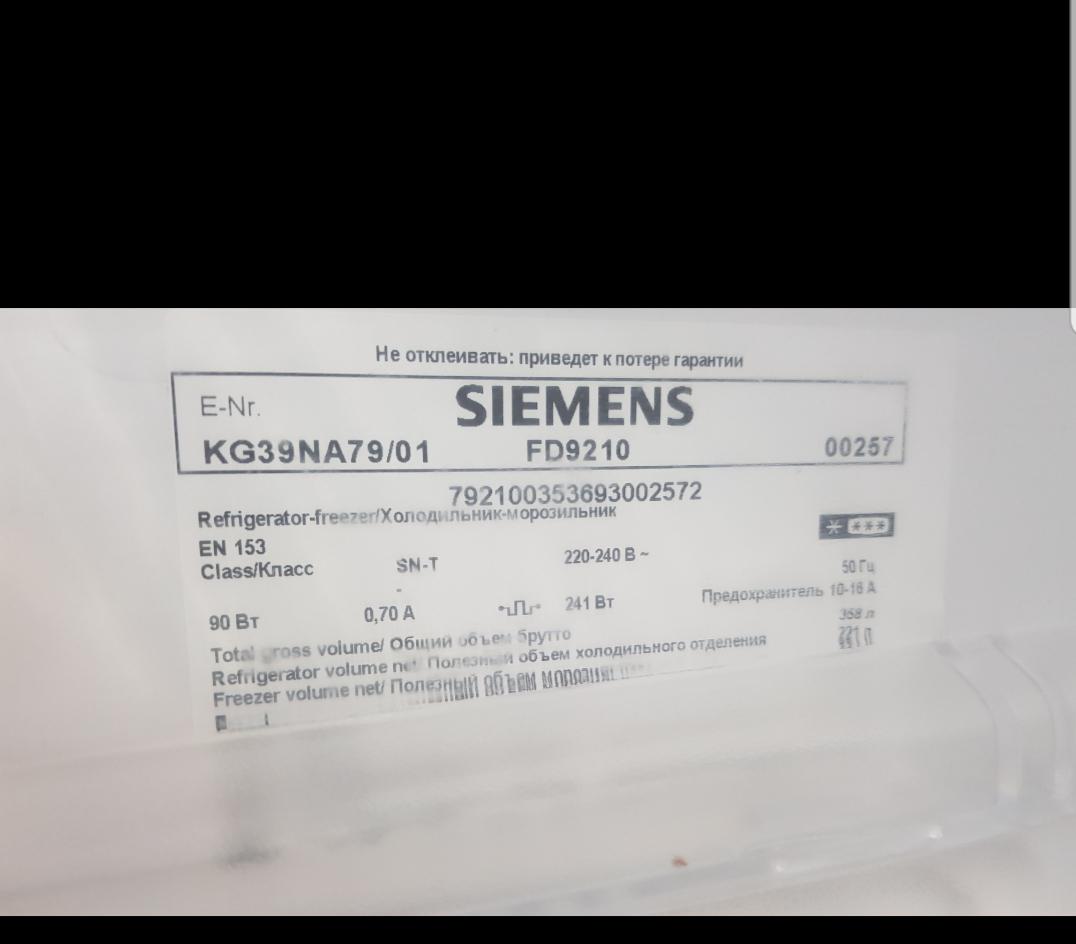 Не отклеивать: приведет к потере гарантии
E-Nr. SIEMENS
KG39NA79/01 FD9210 00257
792100353693002572
Refrigerator-freezer/Холодильник-морозильник
EN 153
Class/Класс SN-T 220-240 В ~ 50 Гц
90 Вт 0,70 А 241 Вт Предохранитель 10-16 А
Total gross volume/ Общий объем брутто 358 л
Refrigerator volume net/ Полезный объем холодильного отделения 221 л
Freezer volume net/ Полезный объем